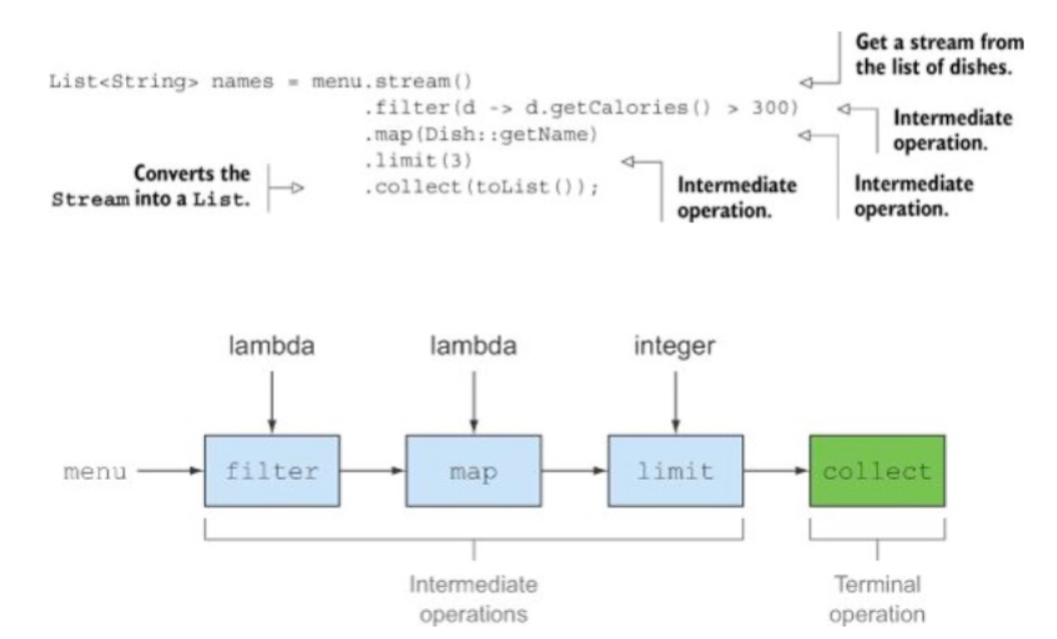 Get a stream from
the list of dishes.
List<String> names = menu.stream()
.filter(d -> d.getCalories() > 300)
Intermediate
operation.
.map(Dish::getName)
.limit(3)
Converts the
Stream into a List.
.collect(toList());
Intermediate
operation.
Intermediate
operation.
lambda
lambda
integer
menu
filter
map
limit
collect
Intermediate
operations
Terminal
operation